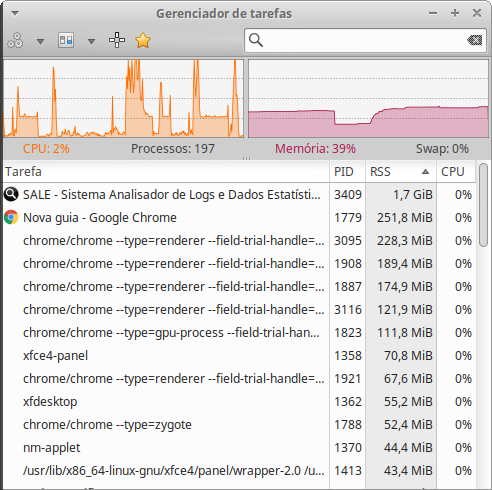 Gerenciador de tarefas
CPU: 2% Processos: 197 Memória: 39% Swap: 0%
Tarefa PID RSS CPU
SALE - Sistema Analisador de Logs e Dados Estatísti... 3409 1,7 GiB 0%
Nova guia - Google Chrome 1779 251,8 MiB 0%
chrome/chrome --type=renderer --field-trial-handle=... 3095 228,3 MiB 0%
chrome/chrome --type=renderer --field-trial-handle=... 1908 189,4 MiB 0%
chrome/chrome --type=renderer --field-trial-handle=... 1887 174,9 MiB 0%
chrome/chrome --type=renderer --field-trial-handle=... 3116 121,9 MiB 0%
chrome/chrome --type=gpu-process --field-trial-han... 1823 111,8 MiB 0%
xfce4-panel 1358 70,8 MiB 0%
chrome/chrome --type=renderer --field-trial-handle=... 1921 67,6 MiB 0%
xfdesktop 1362 55,2 MiB 0%
chrome/chrome --type=zygote 1788 52,4 MiB 0%
nm-applet 1370 44,4 MiB 0%
/usr/lib/x86_64-linux-gnu/xfce4/panel/wrapper-2.0 /u... 1413 43,4 MiB 0%